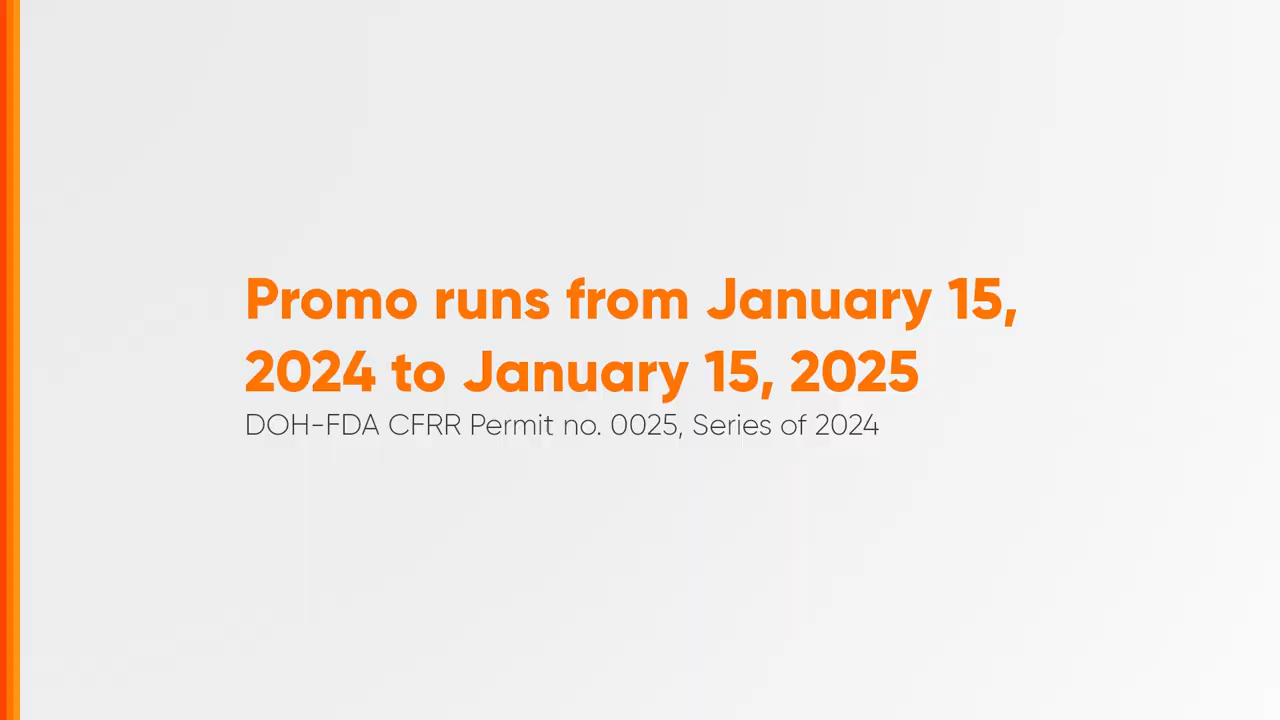 Promo runs from January 15,
2024 to January 15, 2025
DOH-FDA CFRR Permit no. 0025, Series of 2024